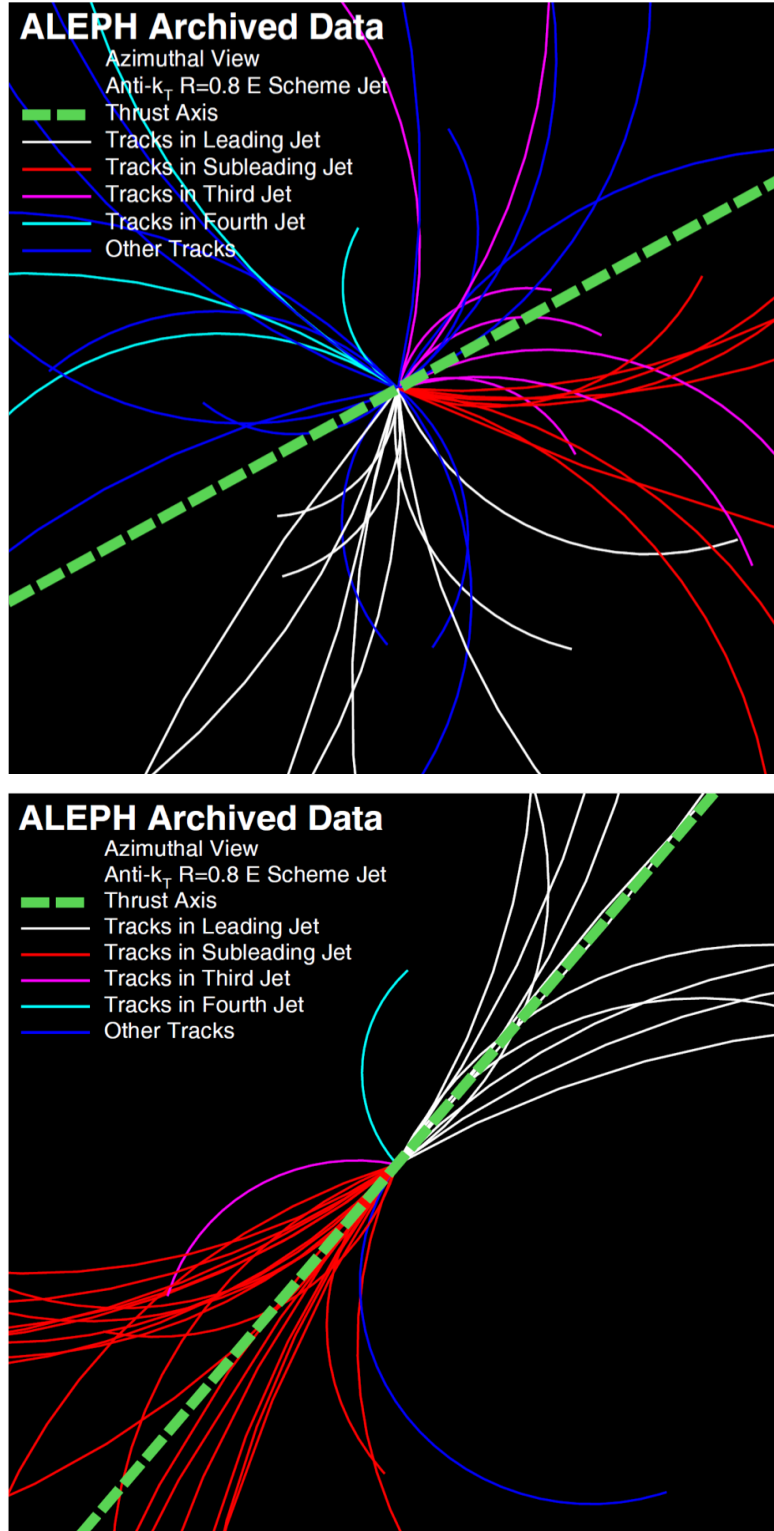 ALEPH Archived Data
Azimuthal View
Anti-kT R=0.8 E Scheme Jet
Thrust Axis
Tracks in Leading Jet
Tracks in Subleading Jet
Tracks in Third Jet
Tracks in Fourth Jet
Other Tracks
ALEPH Archived Data
Azimuthal View
Anti-kT R=0.8 E Scheme Jet
Thrust Axis
Tracks in Leading Jet
Tracks in Subleading Jet
Tracks in Third Jet
Tracks in Fourth Jet
Other Tracks